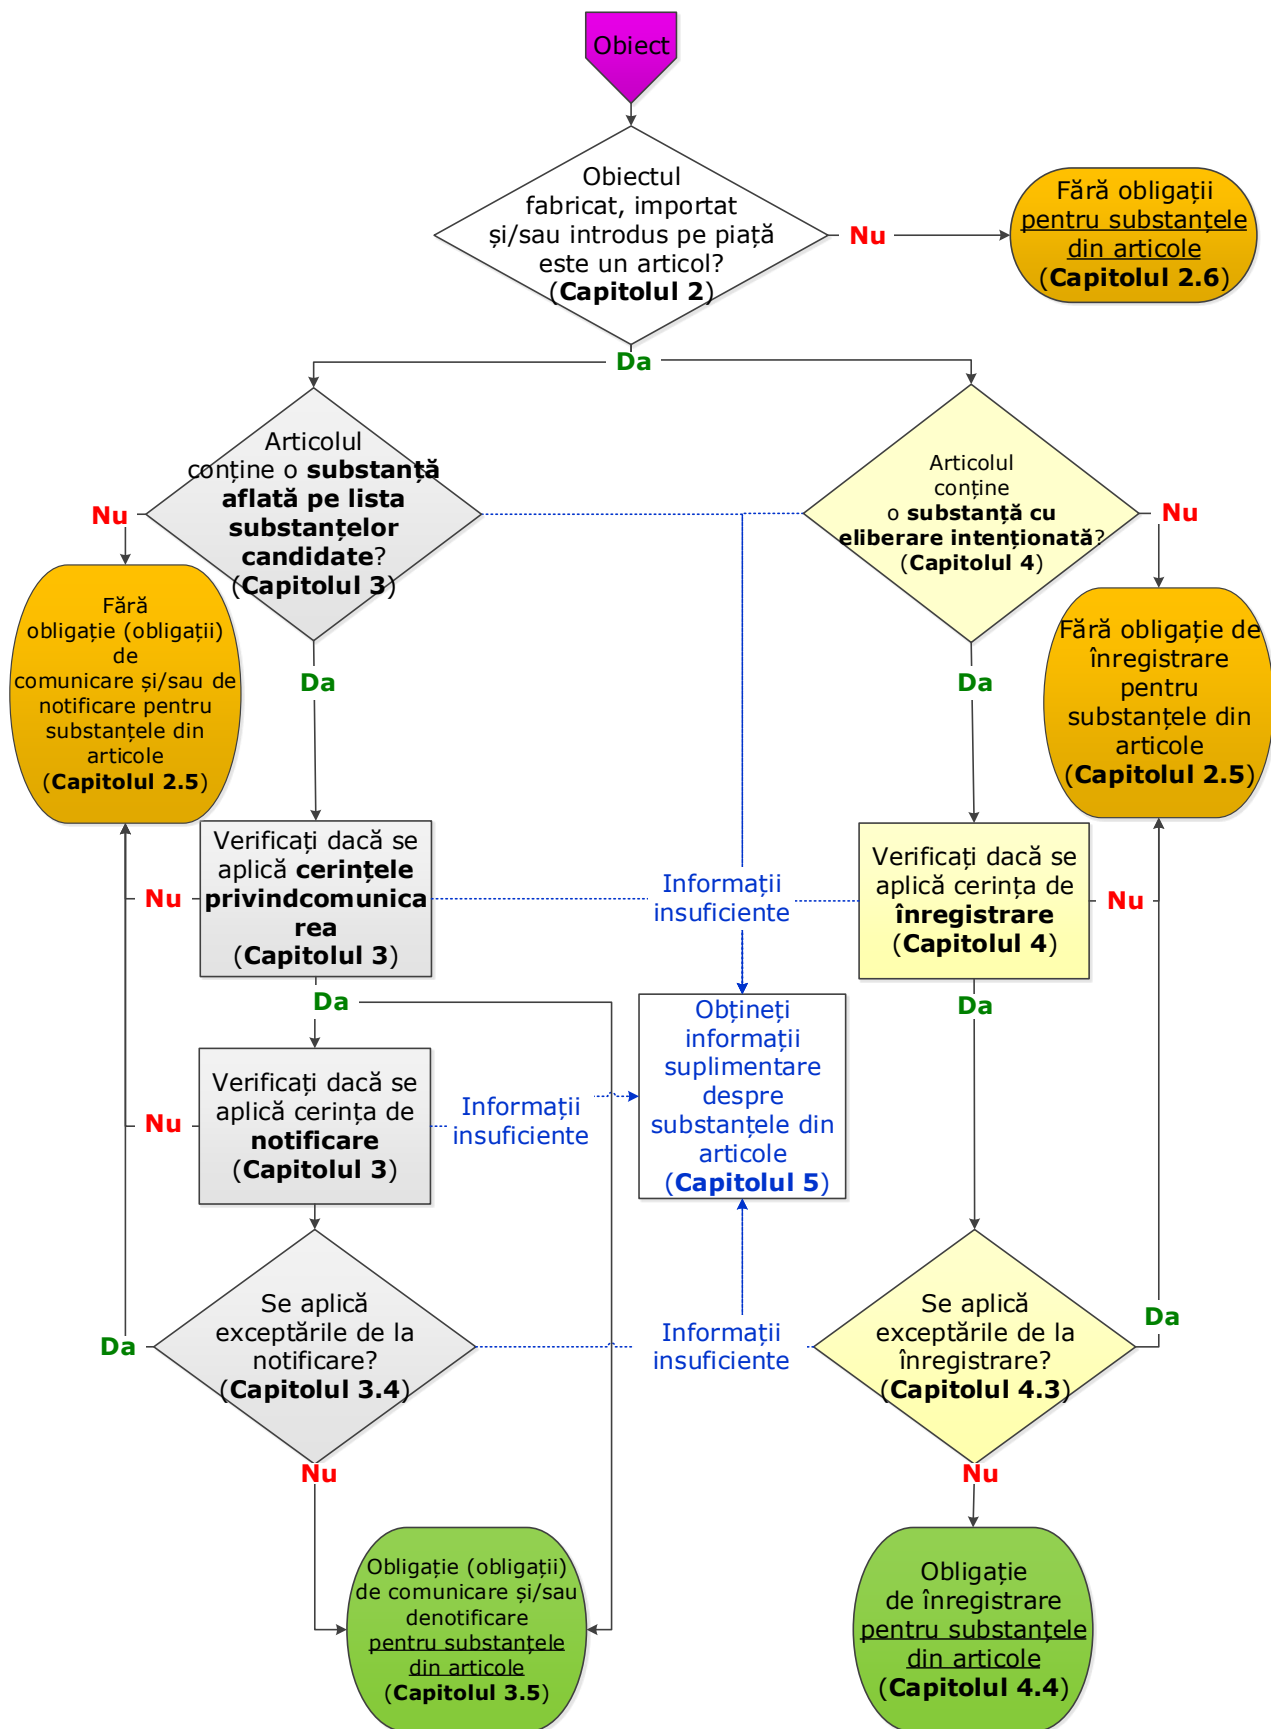 Obiect
Obiectul
fabricat, importat
și/sau introdus pe piață
este un articol?
(Capitolul 2)
Nu
Fără obligații
pentru substanțele
din articole
(Capitolul 2.6)
Da
Articolul
conține o substanță
aflată pe lista
substanțelor
candidate?
(Capitolul 3)
Nu
Articolul
conține
o substanță cu
eliberare intenționată?
(Capitolul 4)
Nu
Fără
obligație (obligații)
de
comunicare și/sau de
notificare pentru
substanțele din
articole
(Capitolul 2.5)
Da
Da
Fără obligație de
înregistrare
pentru
substanțele din
articole
(Capitolul 2.5)
Verificați dacă se
aplică cerințele
privindcomunica
rea
(Capitolul 3)
Nu
Informații
insuficiente
Verificați dacă se
aplică cerința de
înregistrare
(Capitolul 4)
Nu
Da
Da
Obțineți
informații
suplimentare
despre
substanțele din
articole
(Capitolul 5)
Verificați dacă se
aplică cerința de
notificare
(Capitolul 3)
Nu
Informații
insuficiente
Se aplică
exceptările de la
notificare?
(Capitolul 3.4)
Da
Informații
insuficiente
Se aplică
exceptările de la
înregistrare?
(Capitolul 4.3)
Da
Nu
Nu
Obligație (obligații)
de comunicare și/sau
denotificare
pentru substanțele
din articole
(Capitolul 3.5)
Obligație
de înregistrare
pentru substanțele
din articole
(Capitolul 4.4)